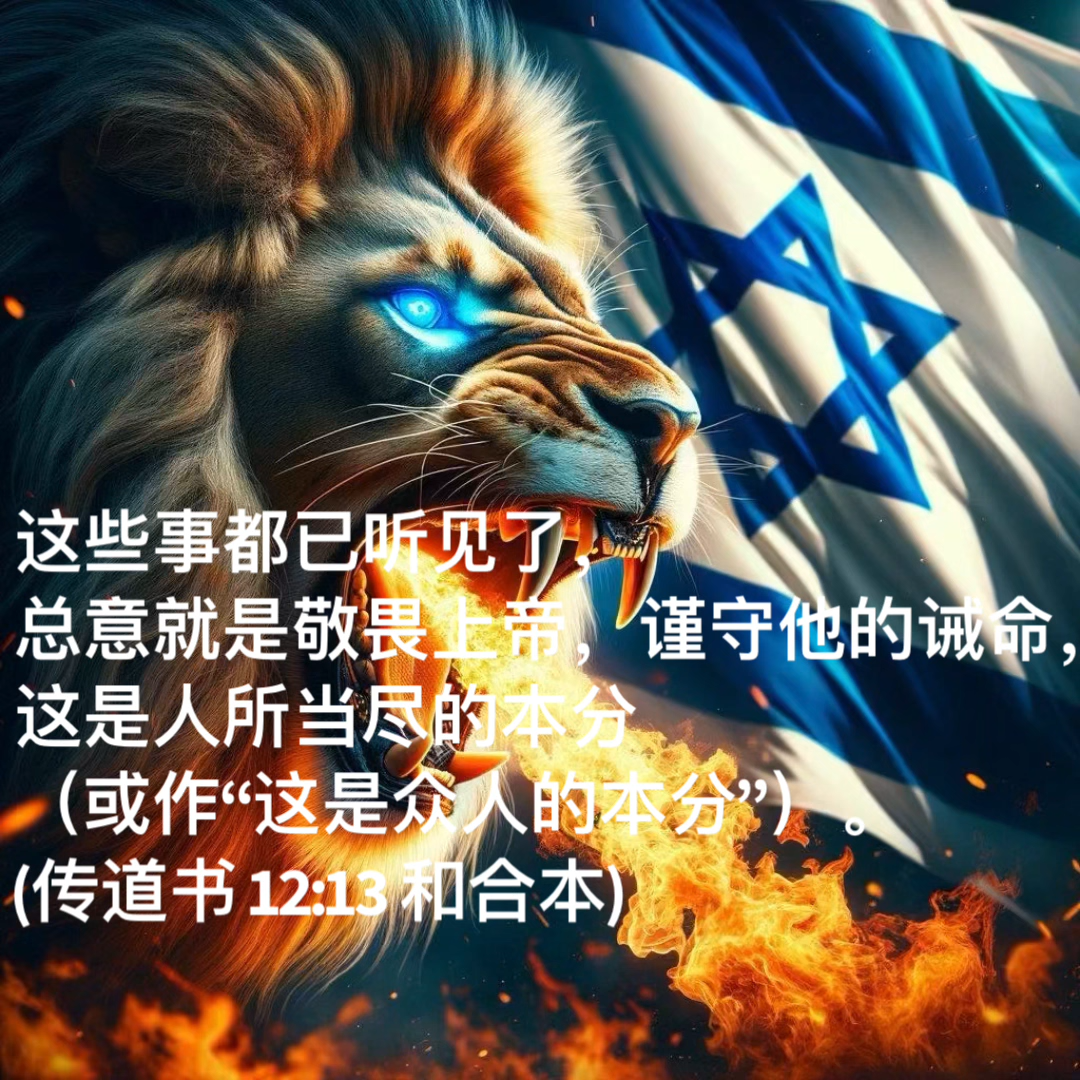 这些事都已听见了，
总意就是敬畏上帝，谨守他的诫命，
这是人所当尽的本分
（或作“这是众人的本分”）。
(传道书 12:13 和合本)